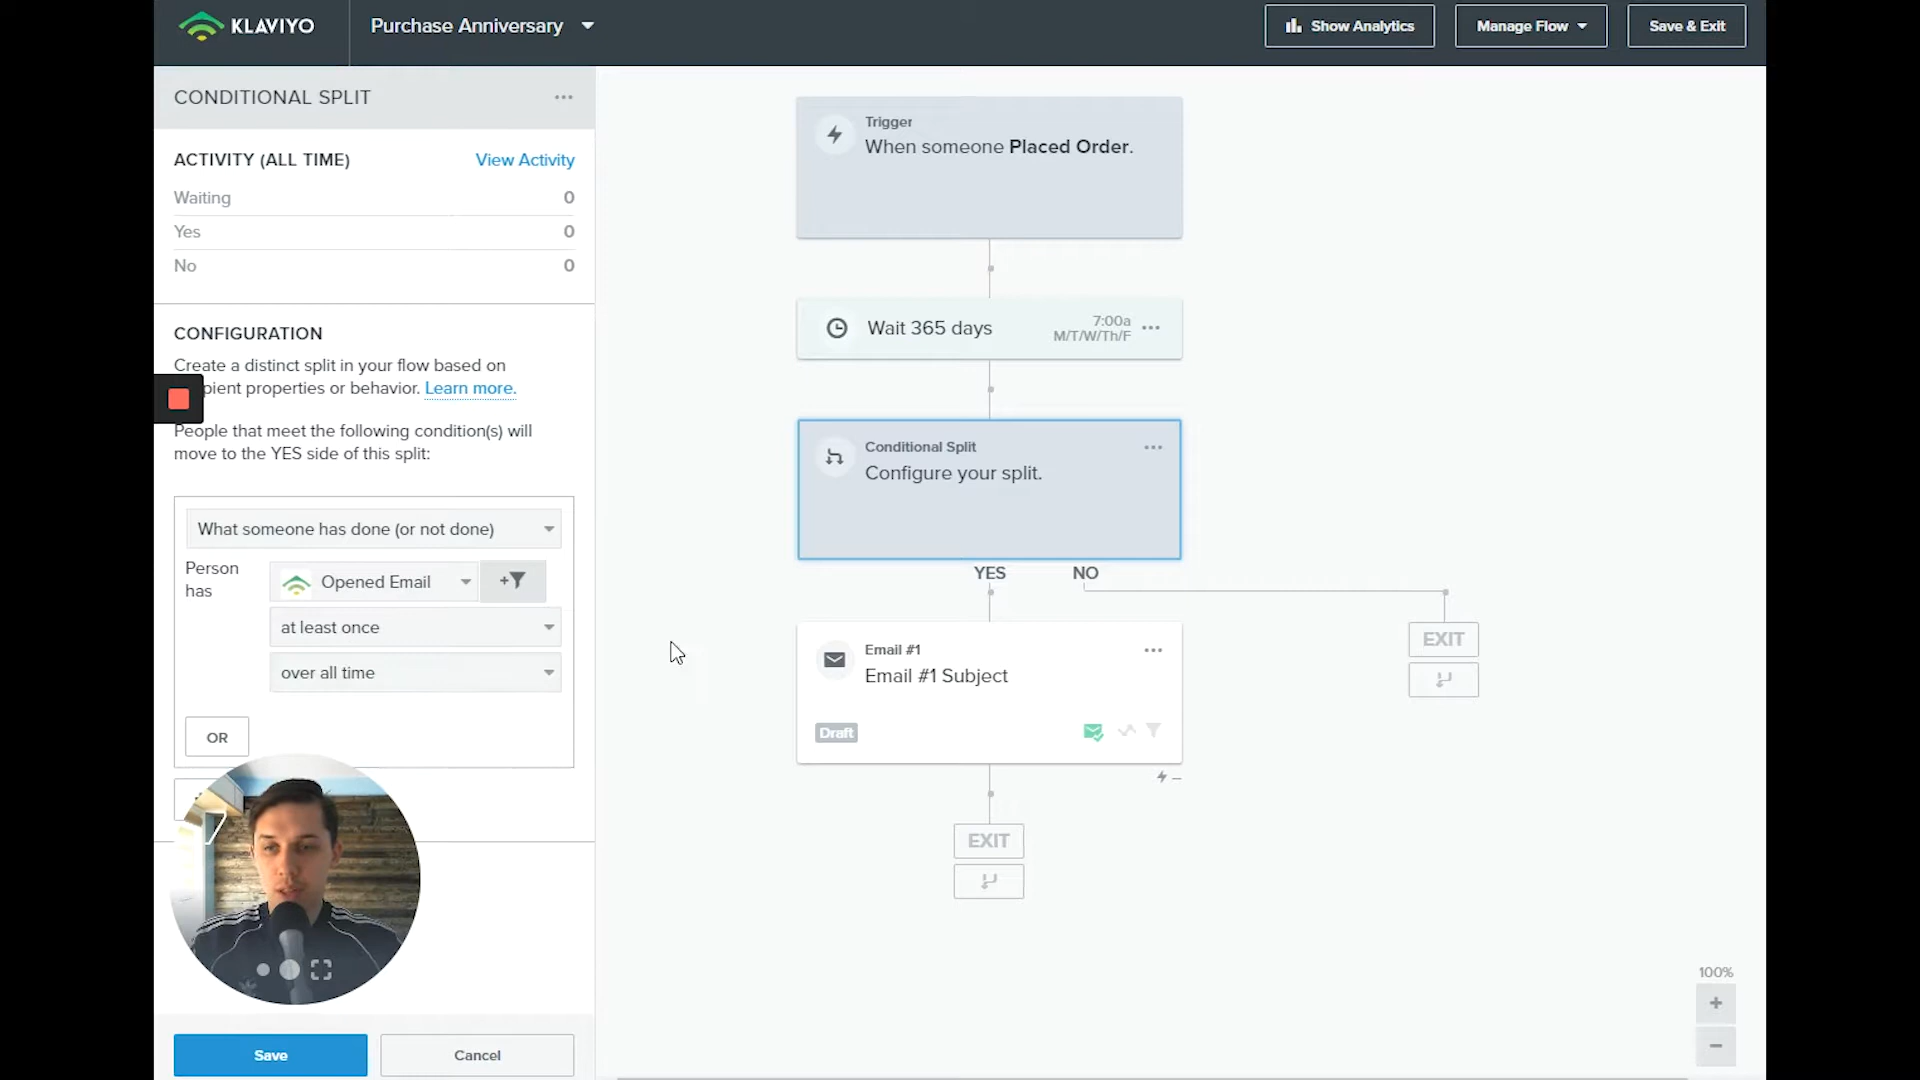 KLAVIYO
Purchase Anniversary
Show Analytics
Manage Flow
Save & Exit
CONDITIONAL SPLIT
ACTIVITY (ALL TIME)
View Activity
Waiting 0
Yes 0
No 0
CONFIGURATION
Create a distinct split in your flow based on
pient properties or behavior. Learn more.
People that meet the following condition(s) will
move to the YES side of this split:
What someone has done (or not done)
Person
has
Opened Email
at least once
over all time
OR
Save
Cancel
Trigger
When someone Placed Order.
Wait 365 days
7:00a
M/T/W/Th/F
Conditional Split
Configure your split.
YES
NO
Email #1
Email #1 Subject
Draft
EXIT
EXIT
100%